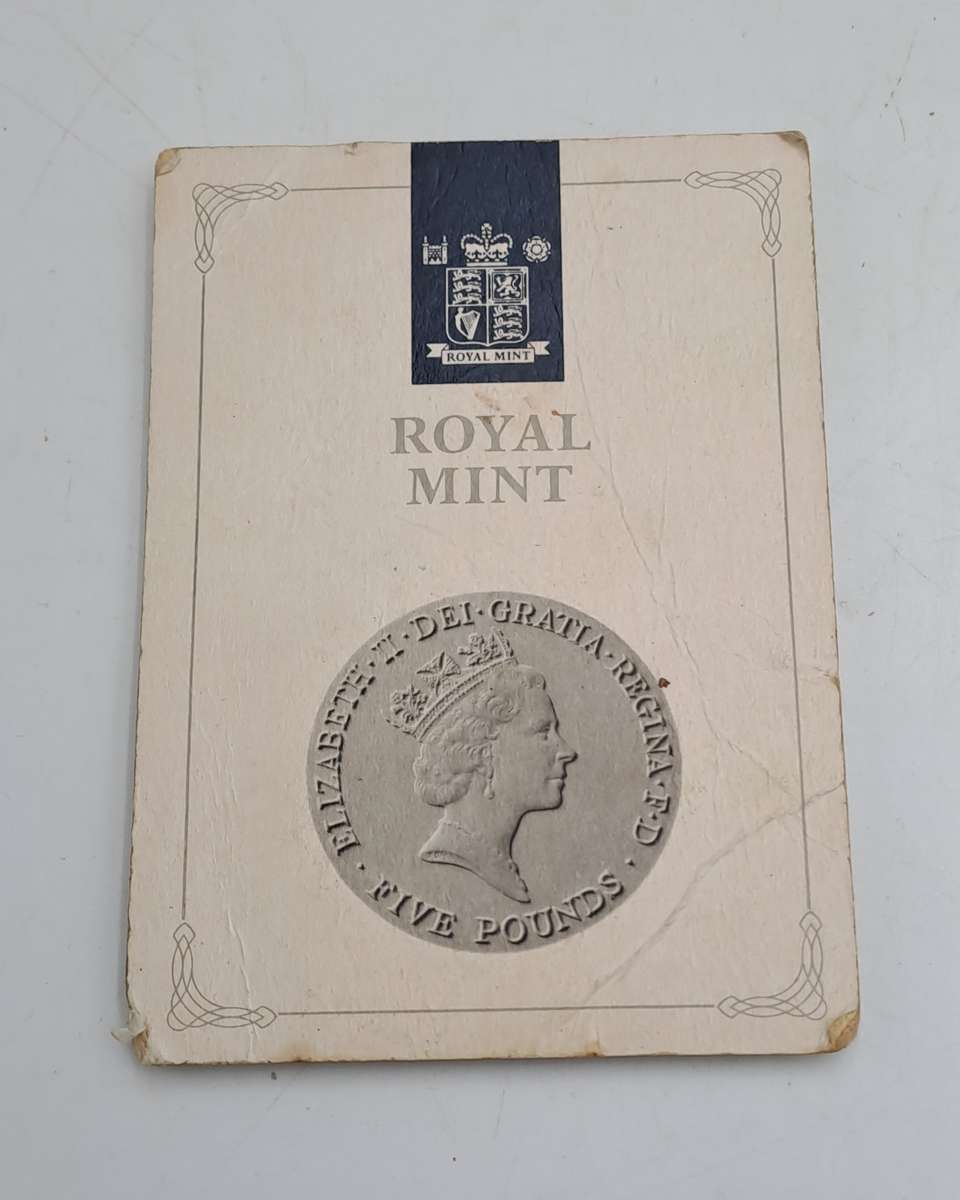 ROYAL MINT
ROYAL
MINT
· ELIZABETH · II · DEI · GRATIA · REGINA · F · D ·
FIVE POUNDS